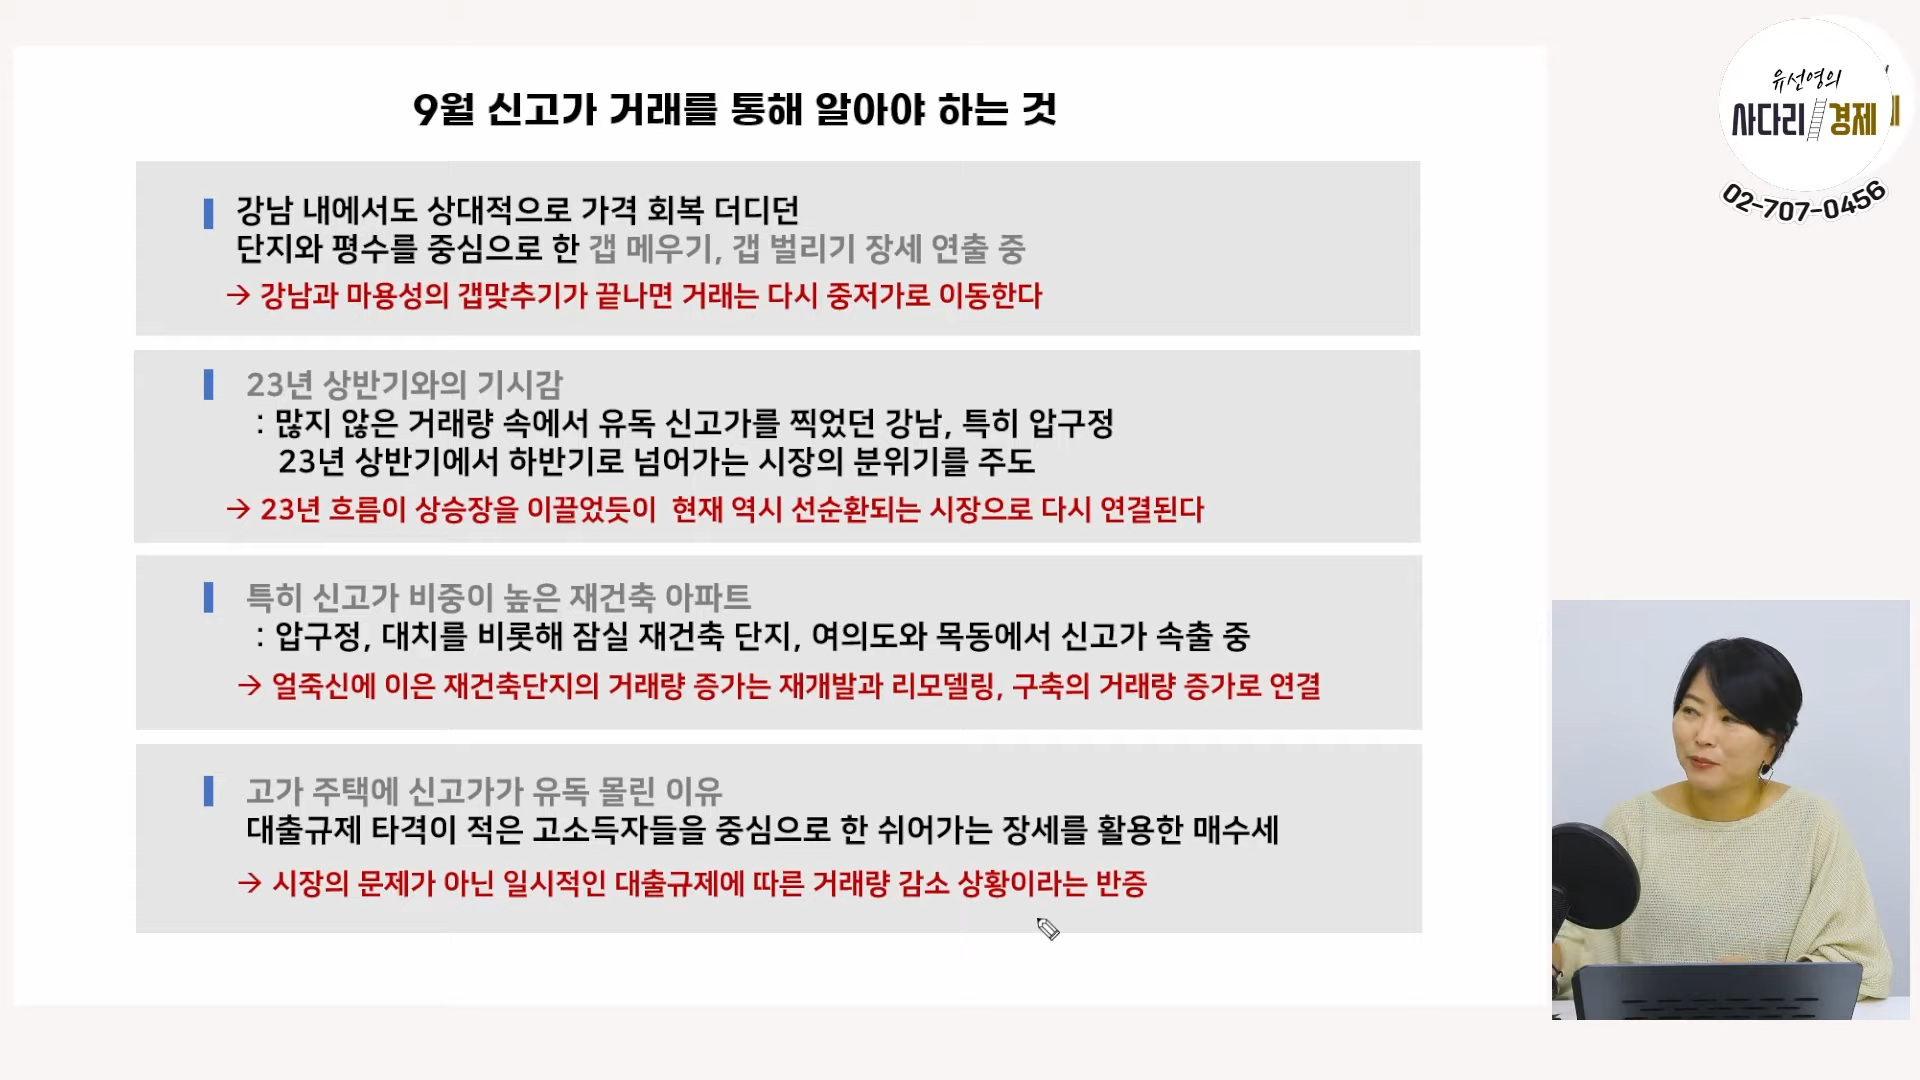 9월 신고가 거래를 통해 알아야 하는 것
강남 내에서도 상대적으로 가격 회복 더디던
단지와 평수를 중심으로 한 갭 메우기, 갭 벌리기 장세 연출 중
→ 강남과 마용성의 갭맞추기가 끝나면 거래는 다시 중저가로 이동한다
23년 상반기와의 기시감
: 많지 않은 거래량 속에서 유독 신고가를 찍었던 강남, 특히 압구정
23년 상반기에서 하반기로 넘어가는 시장의 분위기를 주도
→ 23년 흐름이 상승장을 이끌었듯이 현재 역시 선순환되는 시장으로 다시 연결된다
특히 신고가 비중이 높은 재건축 아파트
: 압구정, 대치를 비롯해 잠실 재건축 단지, 여의도와 목동에서 신고가 속출 중
→ 얼죽신에 이은 재건축단지의 거래량 증가는 재개발과 리모델링, 구축의 거래량 증가로 연결
고가 주택에 신고가가 유독 몰린 이유
대출규제 타격이 적은 고소득자들을 중심으로 한 쉬어가는 장세를 활용한 매수세
→ 시장의 문제가 아닌 일시적인 대출규제에 따른 거래량 감소 상황이라는 반증
유선영의
사다리 경제
02-707-0456